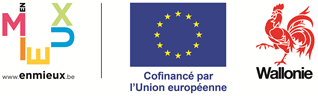 EN
MIEUX
www.enmieux.be
Cofinancé par
l'Union européenne
Wallonie